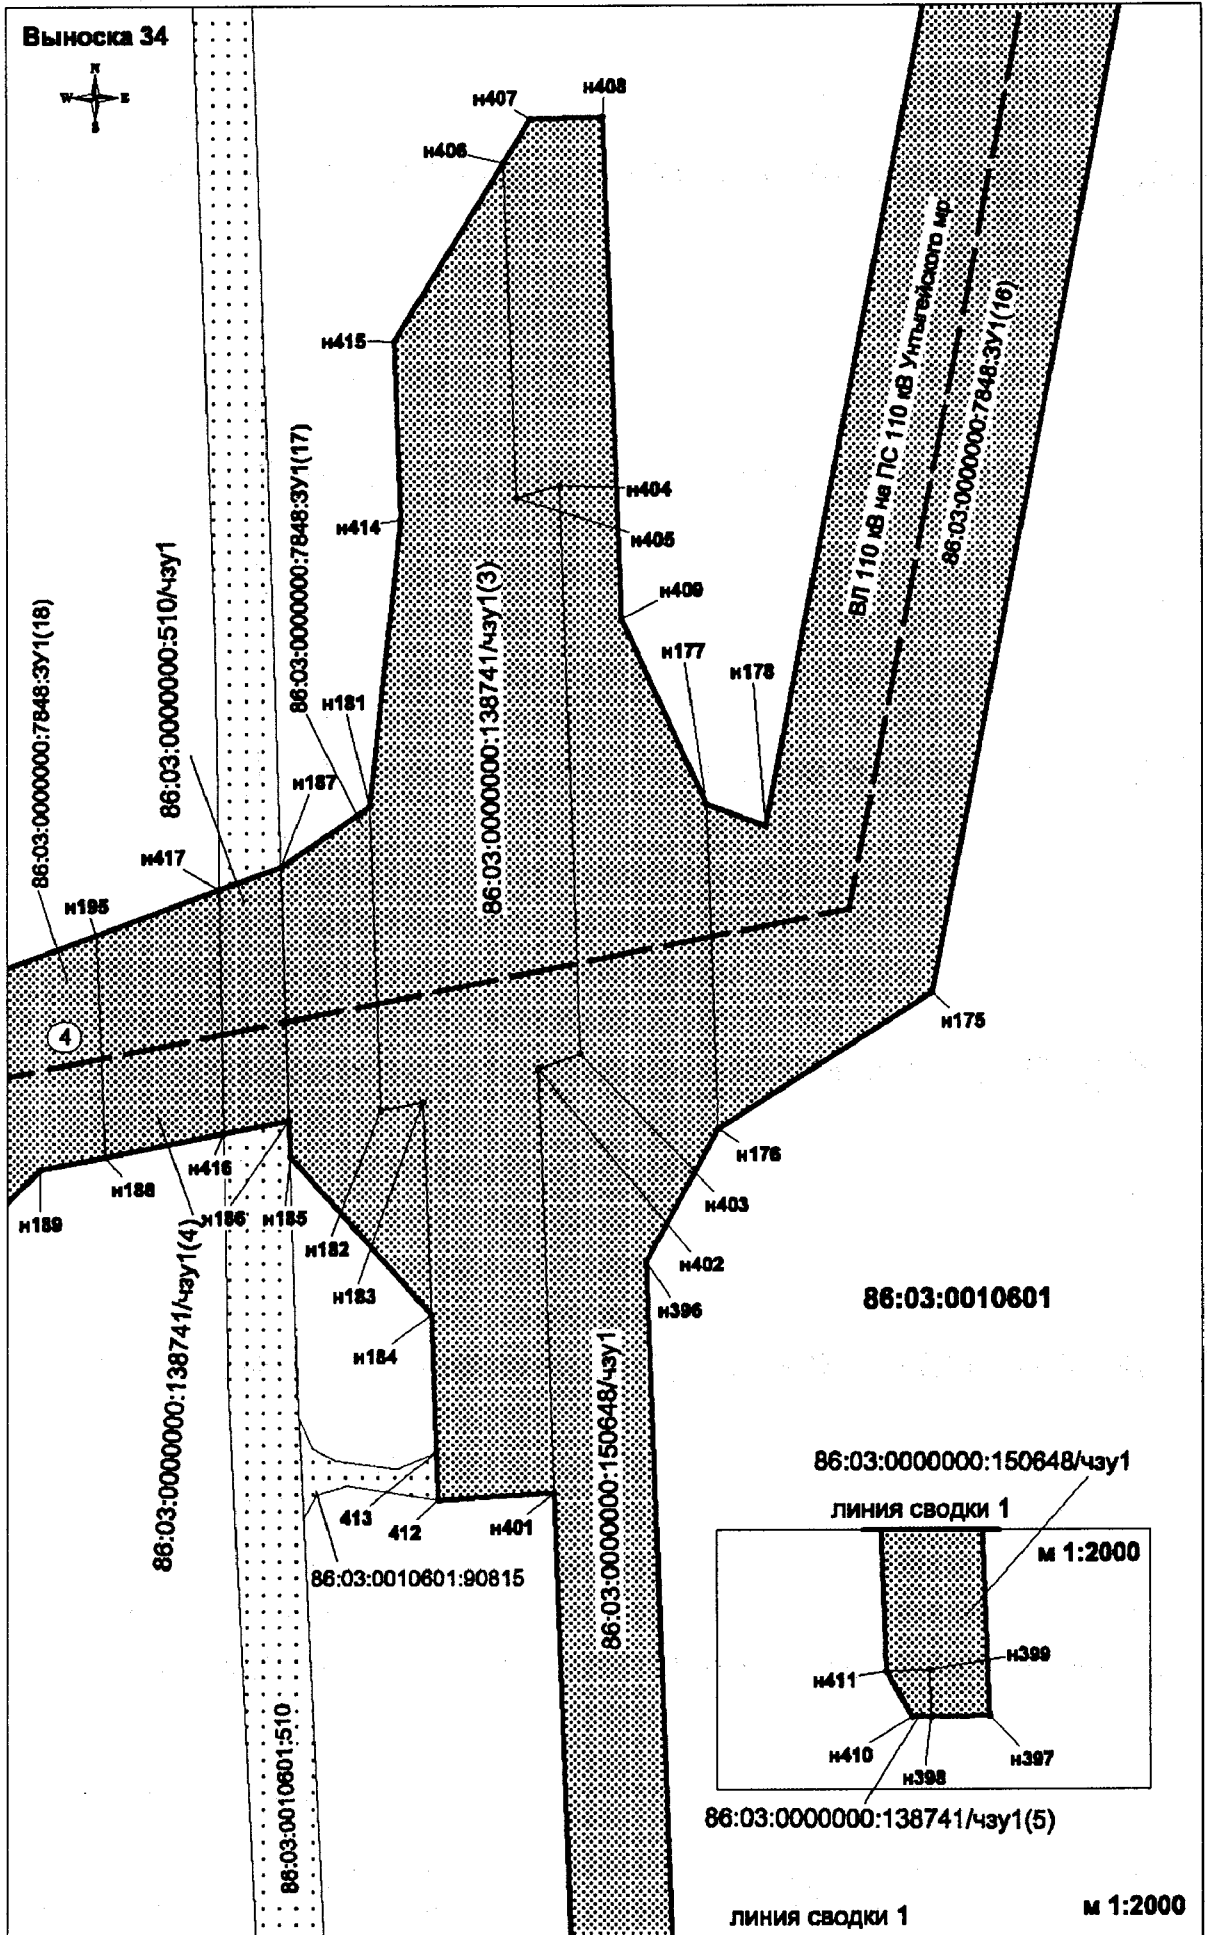 Выноска 34
N
W E
S
н407
н408
н406
н415
н404
н414
н405
н409
н177
н178
н181
н187
н417
н195
н175
4
н176
н416
н188
н189
н186
н185
н182
н403
н402
н183
н396
н184
413
412
н401
86:03:0000000:7848:ЗУ1(18)
86:03:0000000:510/чзу1
86:03:0000000:7848:ЗУ1(17)
86:03:0000000:138741/чзу1(3)
ВЛ 110 кВ на ПС 110 кВ Унтыгейского мр
86:03:0000000:7848:ЗУ1(16)
86:03:0000000:138741/чзу1(4)
86:03:0000000:150648/чзу1
86:03:0010601
86:03:0010601:90815
86:03:0010601:510
86:03:0000000:150648/чзу1
линия сводки 1
м 1:2000
н399
н411
н410
н398
н397
86:03:0000000:138741/чзу1(5)
линия сводки 1
м 1:2000